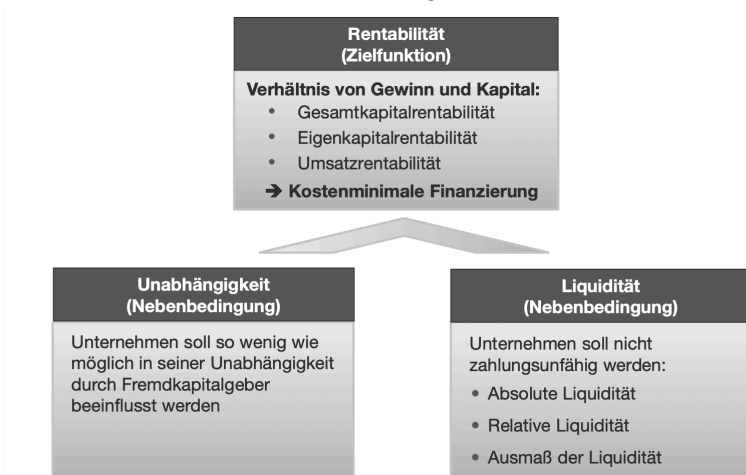 Rentabilität
(Zielfunktion)
Verhältnis von Gewinn und Kapital:
• Gesamtkapitalrentabilität
• Eigenkapitalrentabilität
• Umsatzrentabilität
➔ Kostenminimale Finanzierung
Unabhängigkeit
(Nebenbedingung)
Unternehmen soll so wenig wie
möglich in seiner Unabhängigkeit
durch Fremdkapitalgeber
beeinflusst werden
Liquidität
(Nebenbedingung)
Unternehmen soll nicht
zahlungsunfähig werden:
• Absolute Liquidität
• Relative Liquidität
• Ausmaß der Liquidität